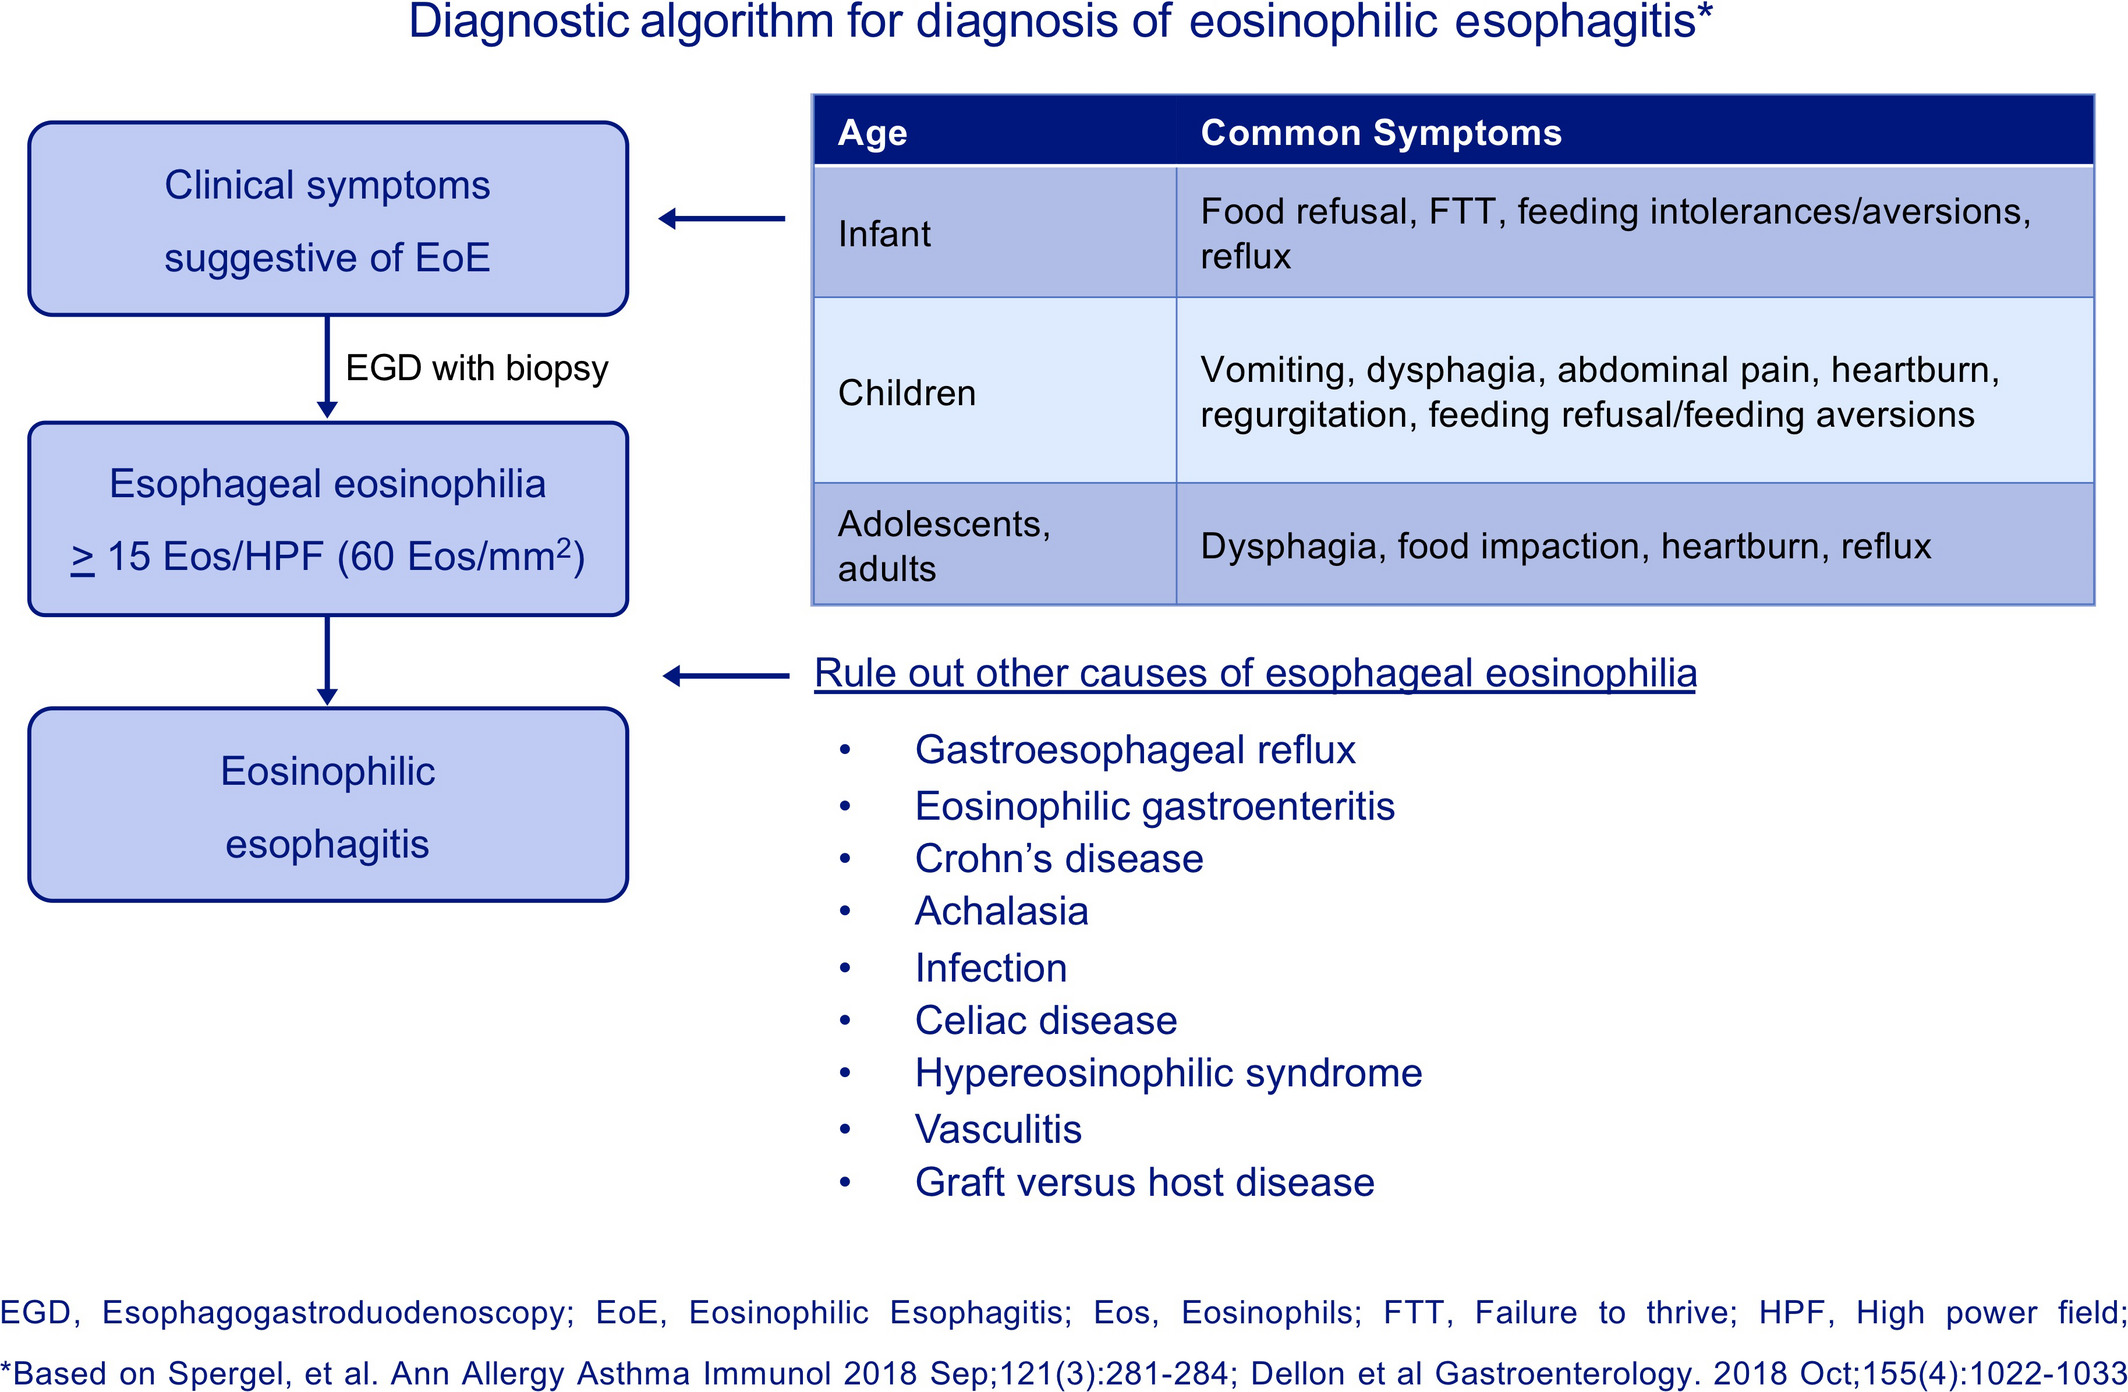 Diagnostic algorithm for diagnosis of eosinophilic esophagitis*
Clinical symptoms
suggestive of EoE
EGD with biopsy
Esophageal eosinophilia
≥ 15 Eos/HPF (60 Eos/mm²)
Eosinophilic
esophagitis
Age Common Symptoms
Infant
Food refusal, FTT, feeding intolerances/aversions,
reflux
Children
Vomiting, dysphagia, abdominal pain, heartburn,
regurgitation, feeding refusal/feeding aversions
Adolescents,
adults
Dysphagia, food impaction, heartburn, reflux
Rule out other causes of esophageal eosinophilia
• Gastroesophageal reflux
• Eosinophilic gastroenteritis
• Crohn’s disease
• Achalasia
• Infection
• Celiac disease
• Hypereosinophilic syndrome
• Vasculitis
• Graft versus host disease
EGD, Esophagogastroduodenoscopy; EoE, Eosinophilic Esophagitis; Eos, Eosinophils; FTT, Failure to thrive; HPF, High power field;
*Based on Spergel, et al. Ann Allergy Asthma Immunol 2018 Sep;121(3):281-284; Dellon et al Gastroenterology. 2018 Oct;155(4):1022-1033